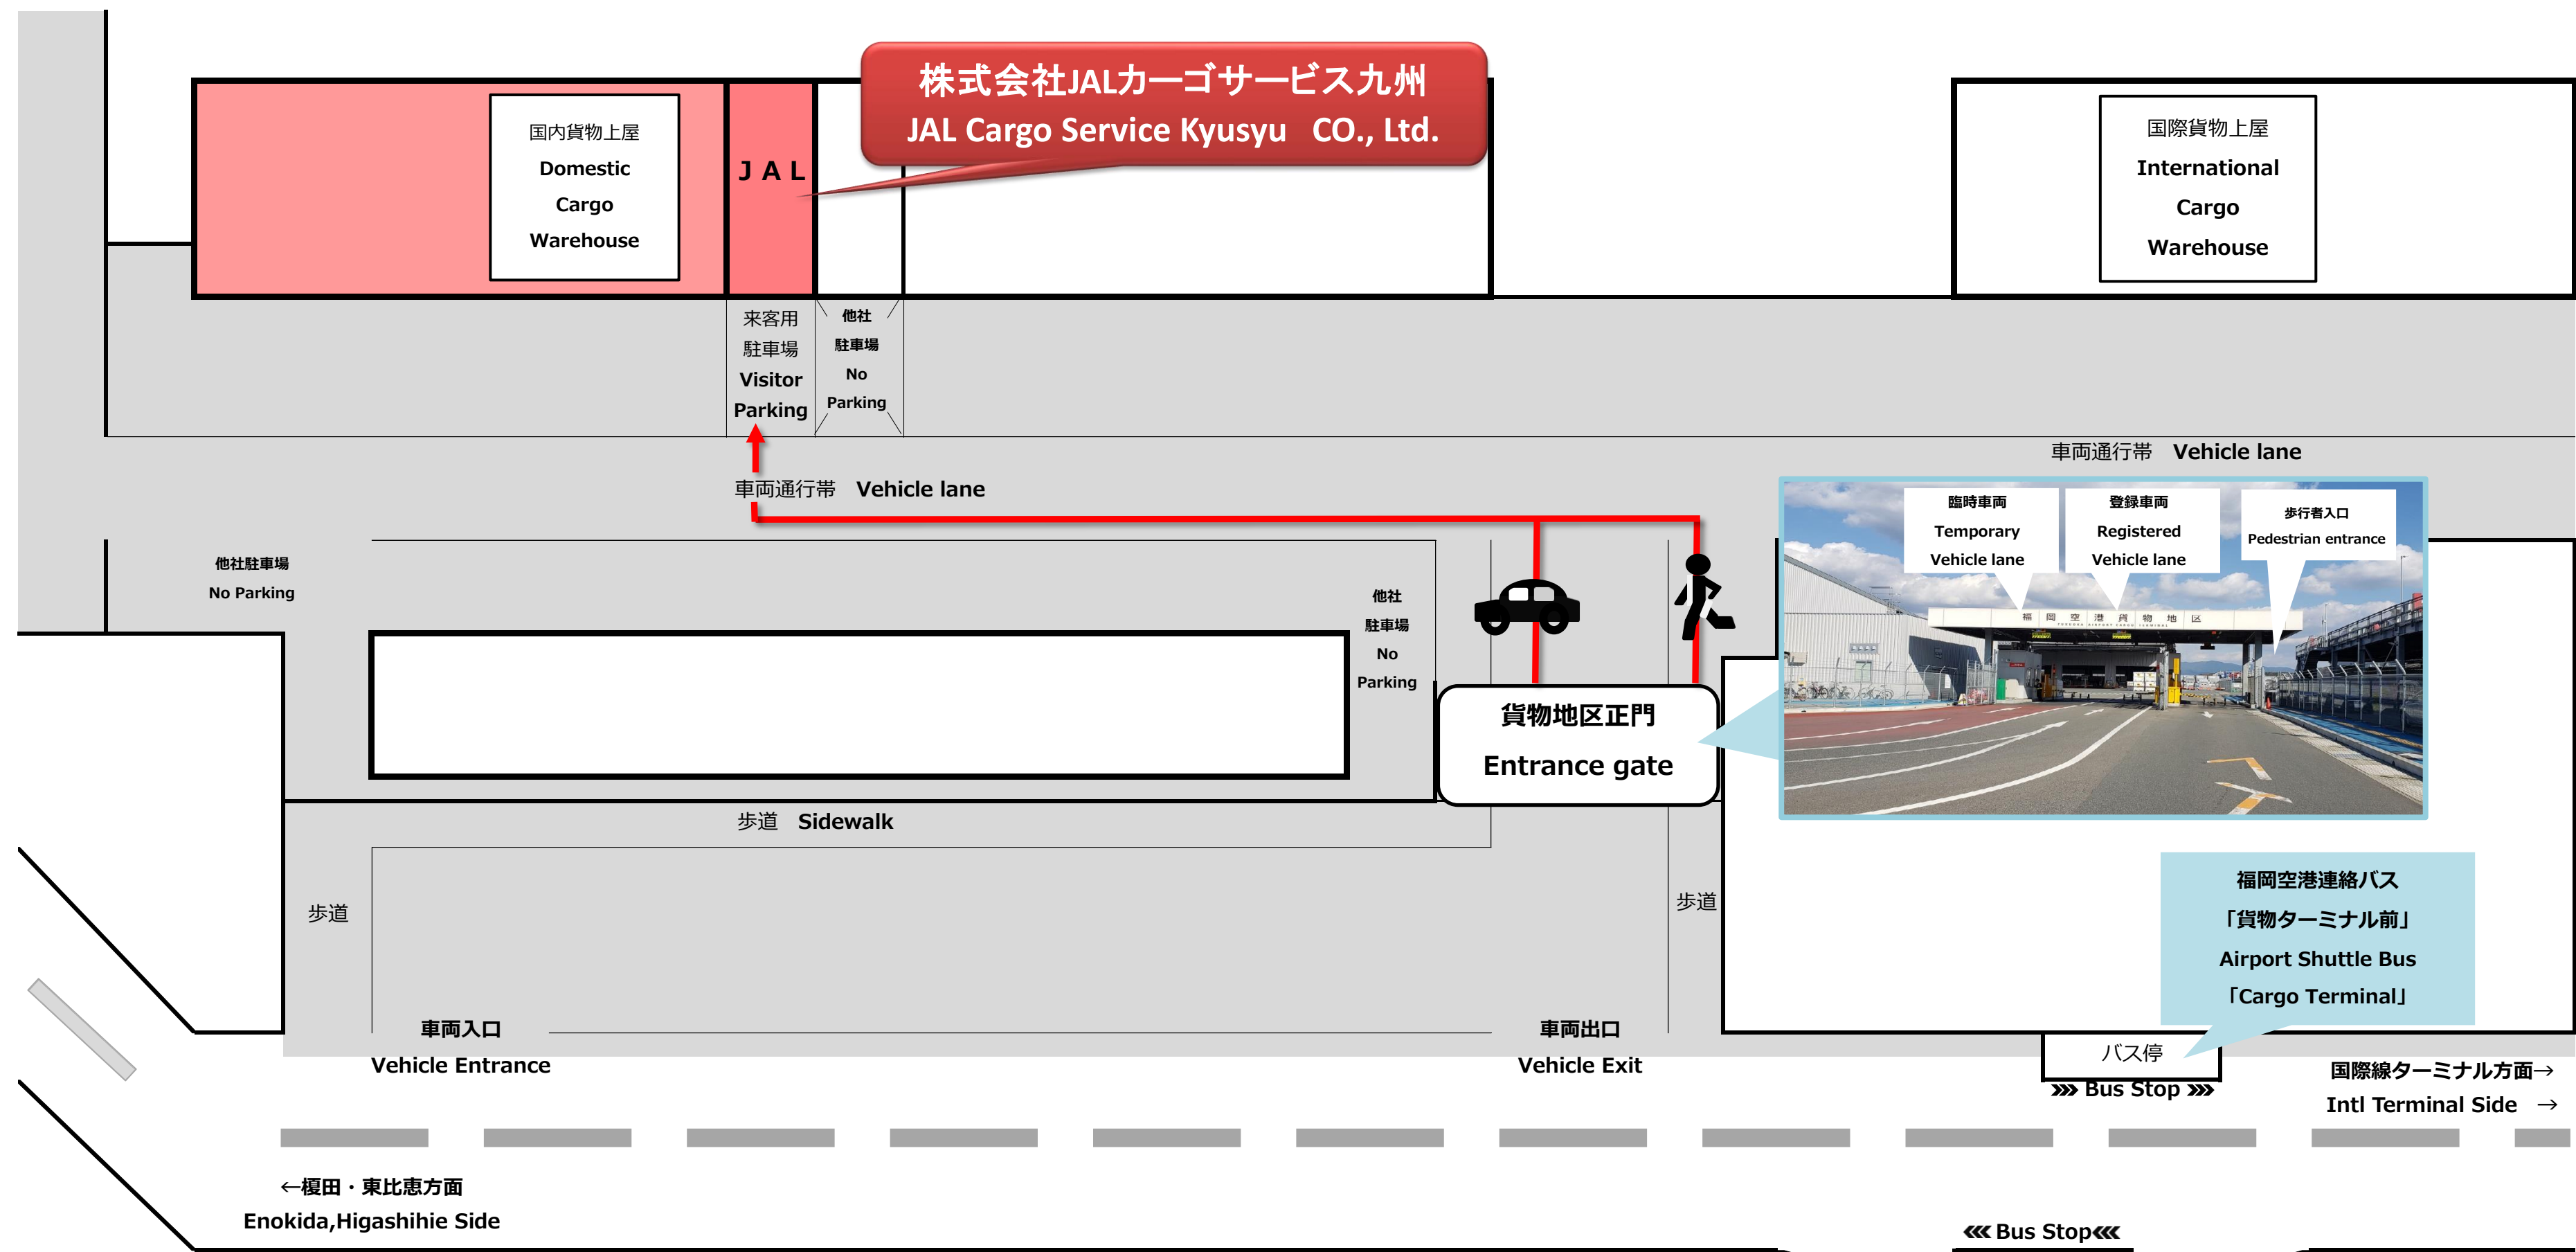 株式会社JALカーゴサービス九州
JAL Cargo Service Kyusyu CO., Ltd.
国内貨物上屋
Domestic
Cargo
Warehouse
JAL
国際貨物上屋
International
Cargo
Warehouse
来客用
駐車場
Visitor
Parking
他社
駐車場
No
Parking
車両通行帯 Vehicle lane
車両通行帯 Vehicle lane
臨時車両
Temporary
Vehicle lane
登録車両
Registered
Vehicle lane
歩行者入口
Pedestrian entrance
福岡空港貨物地区
他社駐車場
No Parking
他社
駐車場
No
Parking
貨物地区正門
Entrance gate
歩道 Sidewalk
歩道
歩道
福岡空港連絡バス
「貨物ターミナル前」
Airport Shuttle Bus
「Cargo Terminal」
車両入口
Vehicle Entrance
車両出口
Vehicle Exit
バス停
⋙ Bus Stop ⋙
国際線ターミナル方面→
Intl Terminal Side →
←榎田・東比恵方面
Enokida,Higashihie Side
⋘ Bus Stop⋘